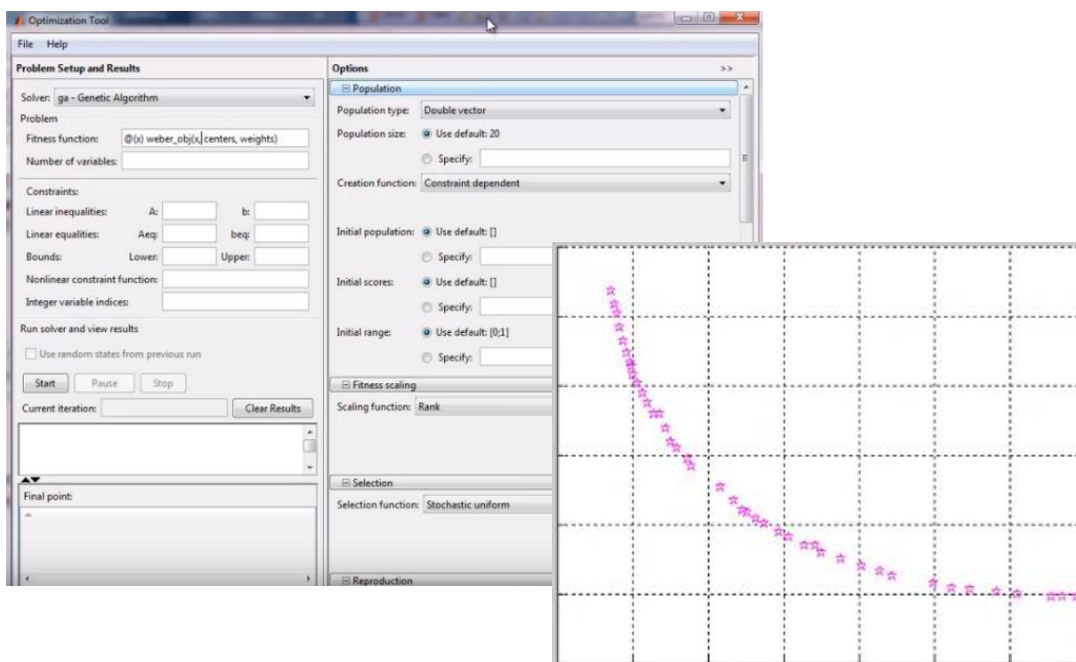 Optimization Tool
File Help
Problem Setup and Results
Solver: ga - Genetic Algorithm
Problem
Fitness function: @(x) weber_obj(x, centers, weights)
Number of variables:
Constraints:
Linear inequalities: A: b:
Linear equalities: Aeq: beq:
Bounds: Lower: Upper:
Nonlinear constraint function:
Integer variable indices:
Run solver and view results
Use random states from previous run
Start Pause Stop
Current iteration: Clear Results
Final point:
Options >>
Population
Population type: Double vector
Population size: Use default: 20
Specify:
Creation function: Constraint dependent
Initial population: Use default: []
Specify:
Initial scores: Use default: []
Specify:
Initial range: Use default: [0;1]
Specify:
Fitness scaling
Scaling function: Rank
Selection
Selection function: Stochastic uniform
Reproduction